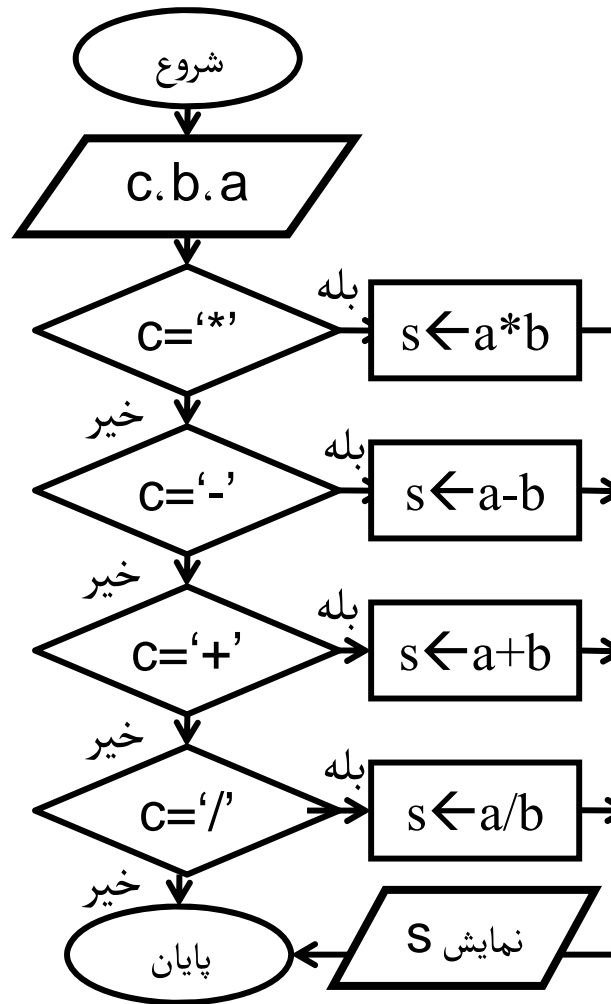 شروع
c، b، a
c=‘*’
بله
s←a*b
خیر
c=‘-’
بله
s←a-b
خیر
c=‘+’
بله
s←a+b
خیر
c=‘/’
بله
s←a/b
خیر
نمایش s
پایان